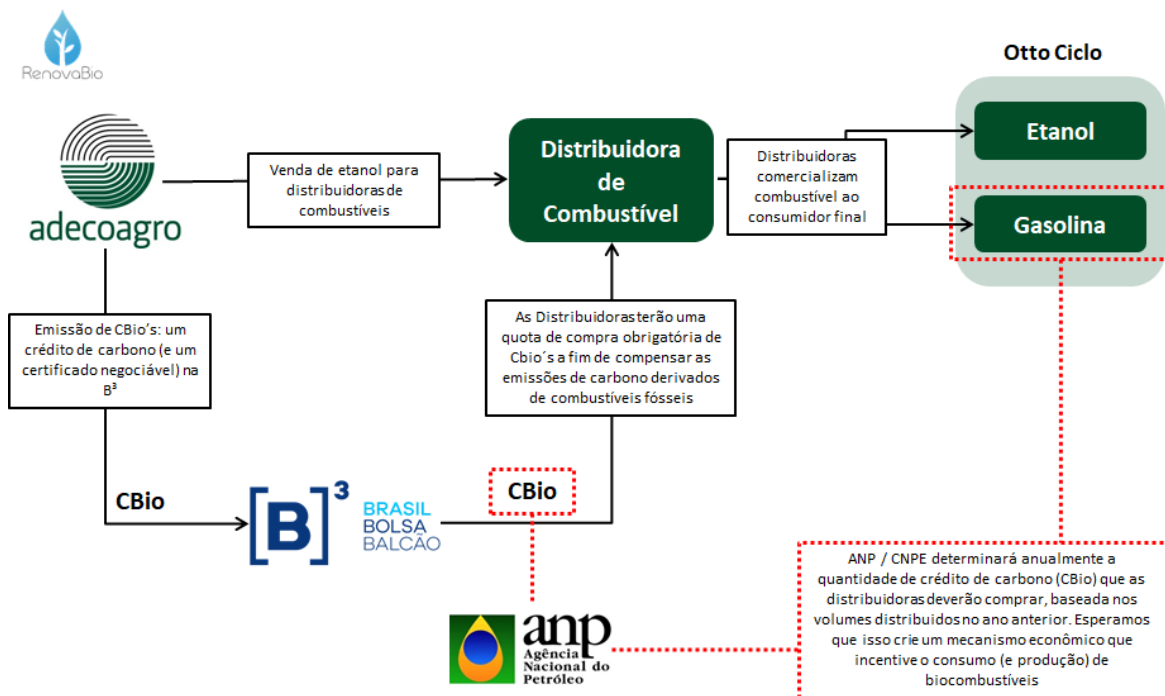 RenovaBio
Otto Ciclo
adecoagro
Venda de etanol para
distribuidoras de
combustíveis
Distribuidora
de
Combustível
Distribuidoras
comercializam
combustível ao
consumidor final
Etanol
Gasolina
Emissão de CBio´s: um
crédito de carbono (e um
certificado negociável) na
B³
As Distribuidoras terão uma
quota de compra obrigatória de
Cbio´s a fim de compensar as
emissões de carbono derivados
de combustíveis fósseis
CBio
[B]³
BRASIL
BOLSA
BALCÃO
CBio
anp
Agência
Nacional do
Petróleo
ANP / CNPE determinará anualmente a
quantidade de crédito de carbono (CBio) que as
distribuidoras deverão comprar, baseada nos
volumes distribuidos no ano anterior. Esperamos
que isso crie um mecanismo econômico que
incentive o consumo (e produção) de
biocombustíveis